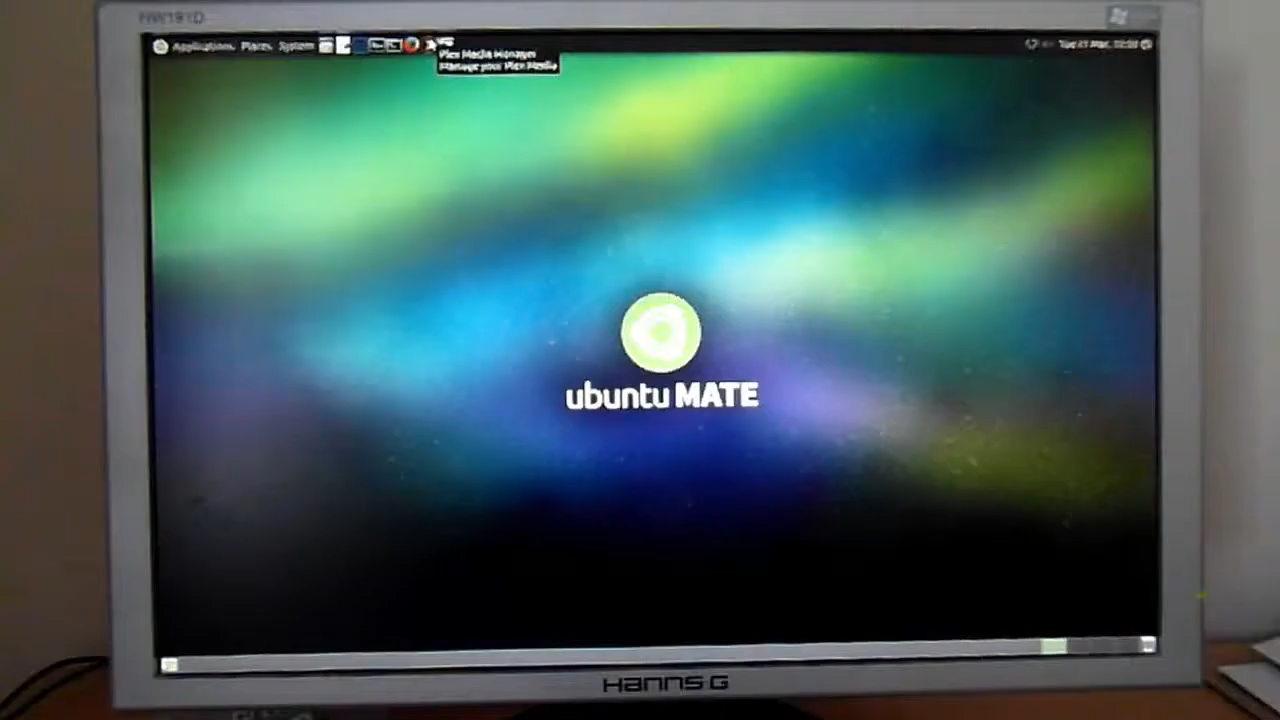 HW191D
Applications Places System
Plex Media Manager
Manage your Plex Media
ubuntu MATE
HANNS G